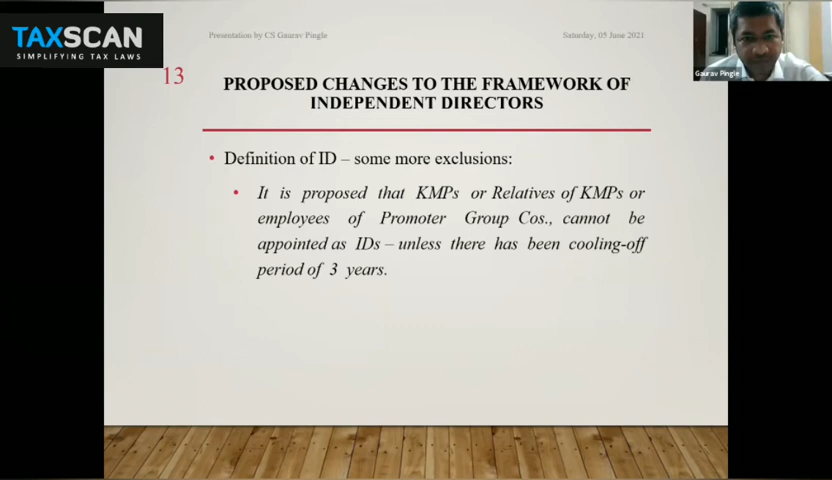 TAXSCAN
SIMPLIFYING TAX LAWS
Presentation by CS Gaurav Pingle
Saturday, 05 June 2021
Gaurav Pingle
13
PROPOSED CHANGES TO THE FRAMEWORK OF
INDEPENDENT DIRECTORS
• Definition of ID – some more exclusions:
• It is proposed that KMPs or Relatives of KMPs or
employees of Promoter Group Cos., cannot be
appointed as IDs – unless there has been cooling-off
period of 3 years.